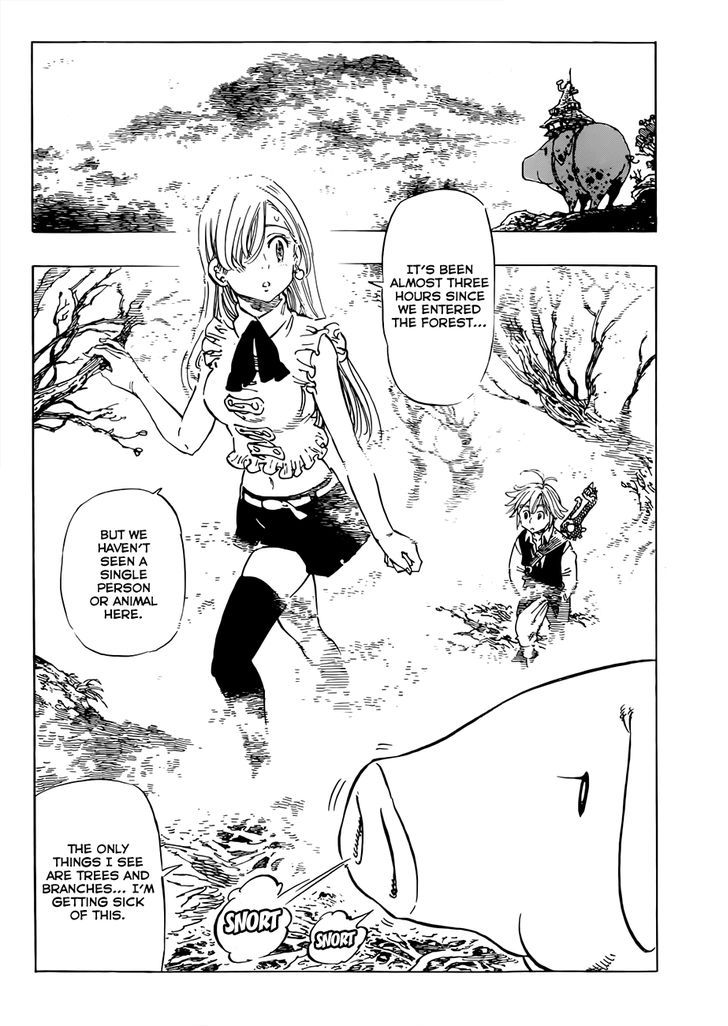 IT'S BEEN
ALMOST THREE
HOURS SINCE
WE ENTERED
THE FOREST...
BUT WE
HAVEN'T
SEEN A
SINGLE
PERSON
OR ANIMAL
HERE.
THE ONLY
THINGS I SEE
ARE TREES AND
BRANCHES... I'M
GETTING SICK
OF THIS.
SNORT
SNORT